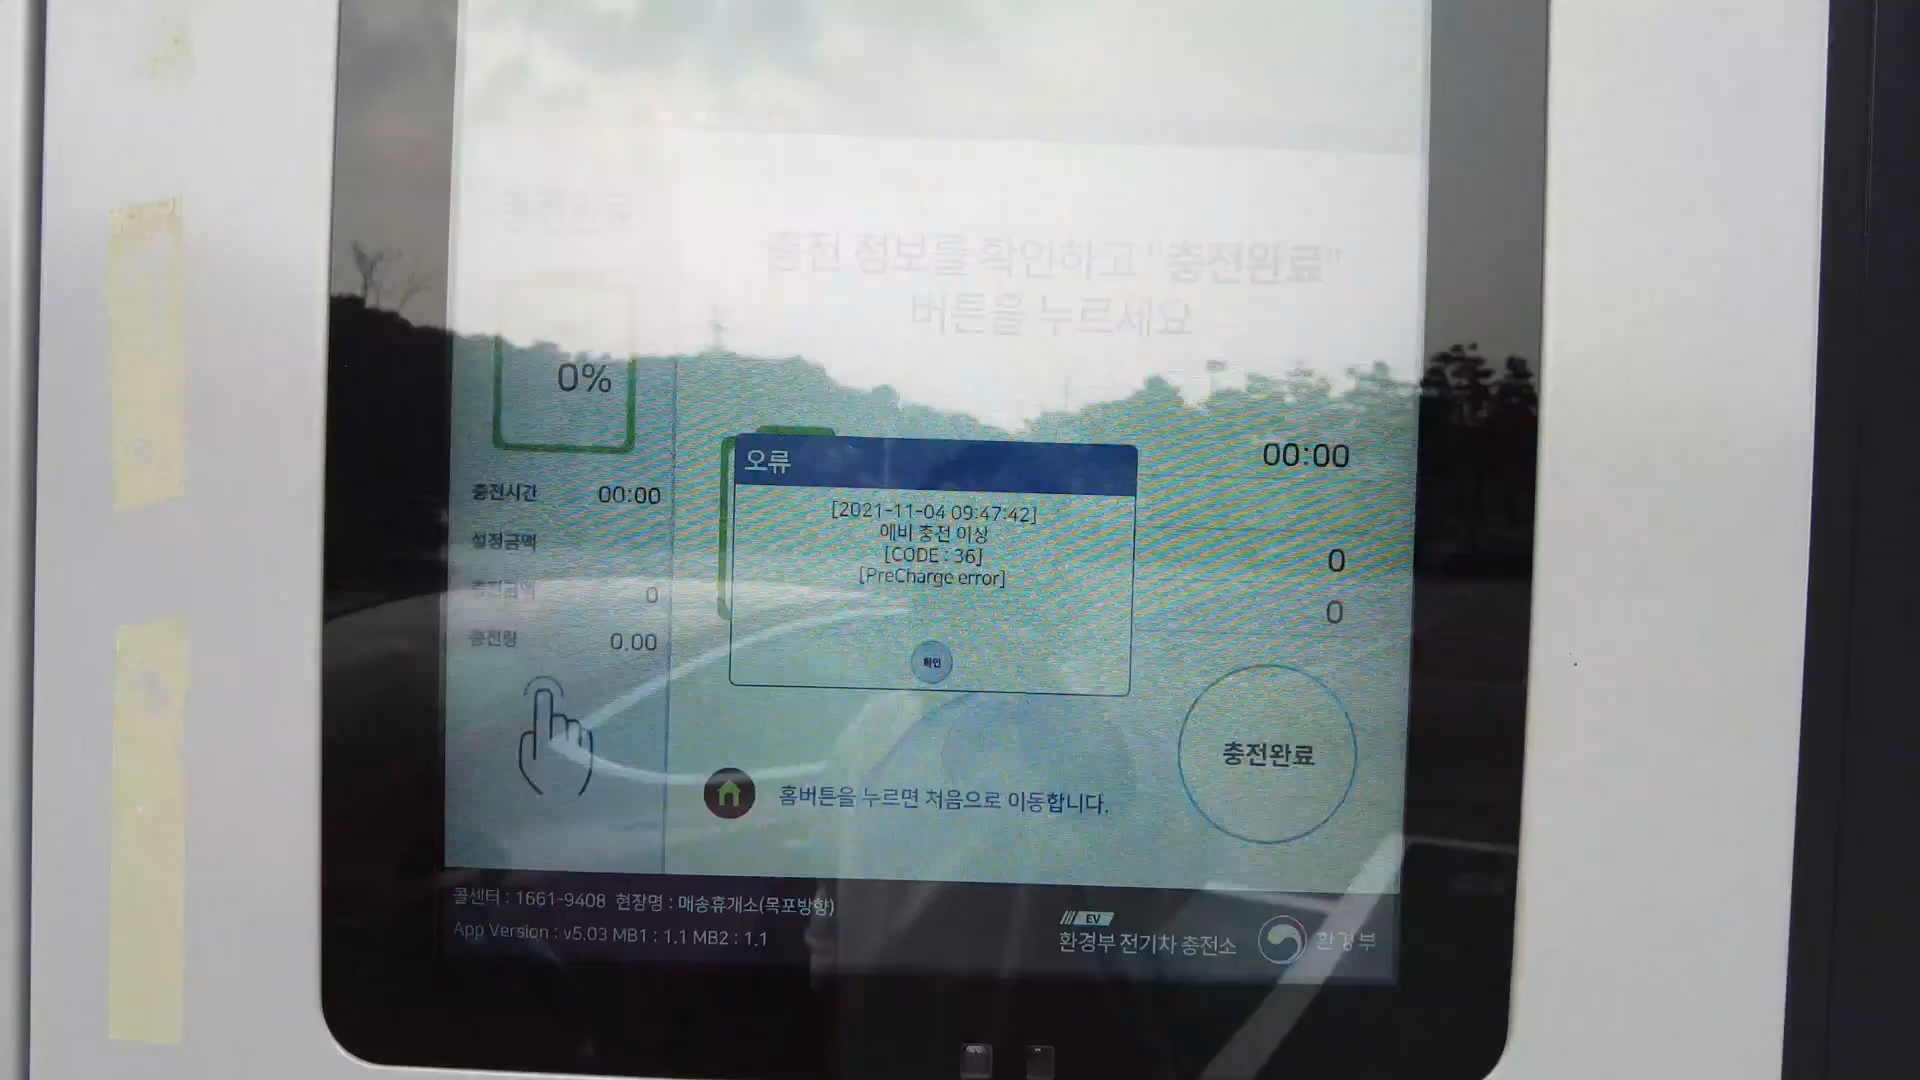 충전 정보를 확인하고 "충전완료"
버튼을 누르세요
0%
충전시간 00:00
설정금액
충전금액 0
충전량 0.00
오류
[2021-11-04 09:47:42]
예비 충전 이상
[CODE : 36]
[PreCharge error]
확인
00:00
0
0
충전완료
홈버튼을 누르면 처음으로 이동합니다.
콜센터 : 1661-9408 현장명 : 매송휴게소(목포방향)
App Version : v5.03 MB1 : 1.1 MB2 : 1.1
EV
환경부 전기차 충전소
환경부